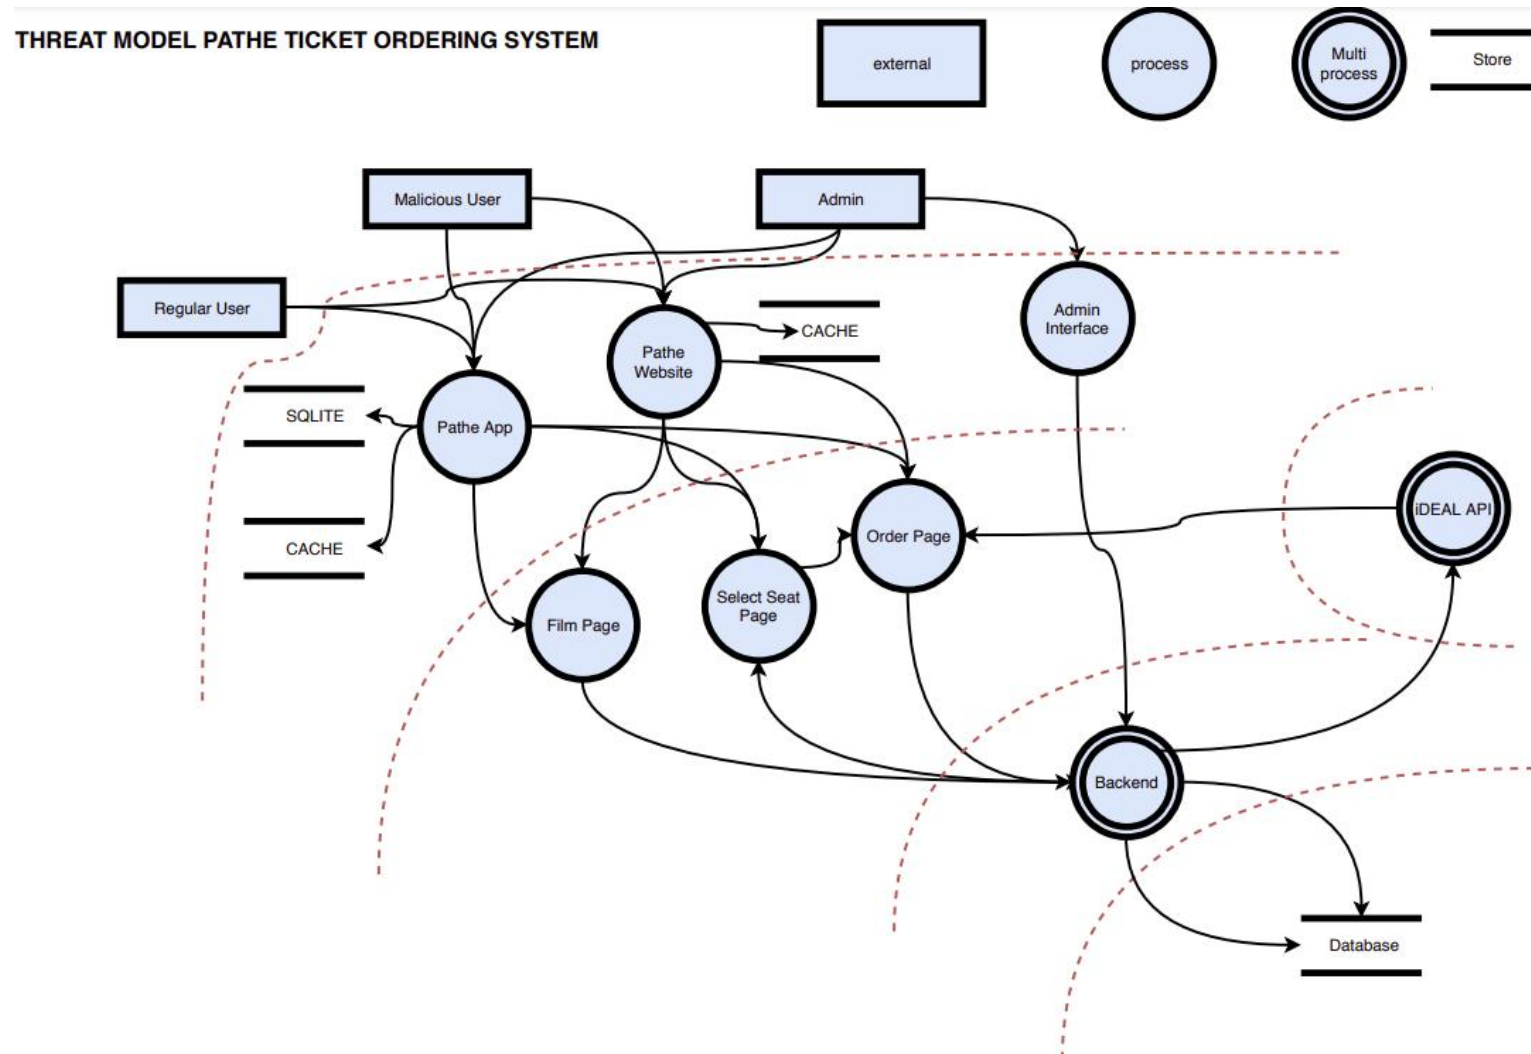 THREAT MODEL PATHE TICKET ORDERING SYSTEM
external
process
Multi
process
Store
Malicious User
Admin
Regular User
Admin
Interface
CACHE
Pathe
Website
SQLITE
Pathe App
CACHE
iDEAL API
Order Page
Select Seat
Page
Film Page
Backend
Database